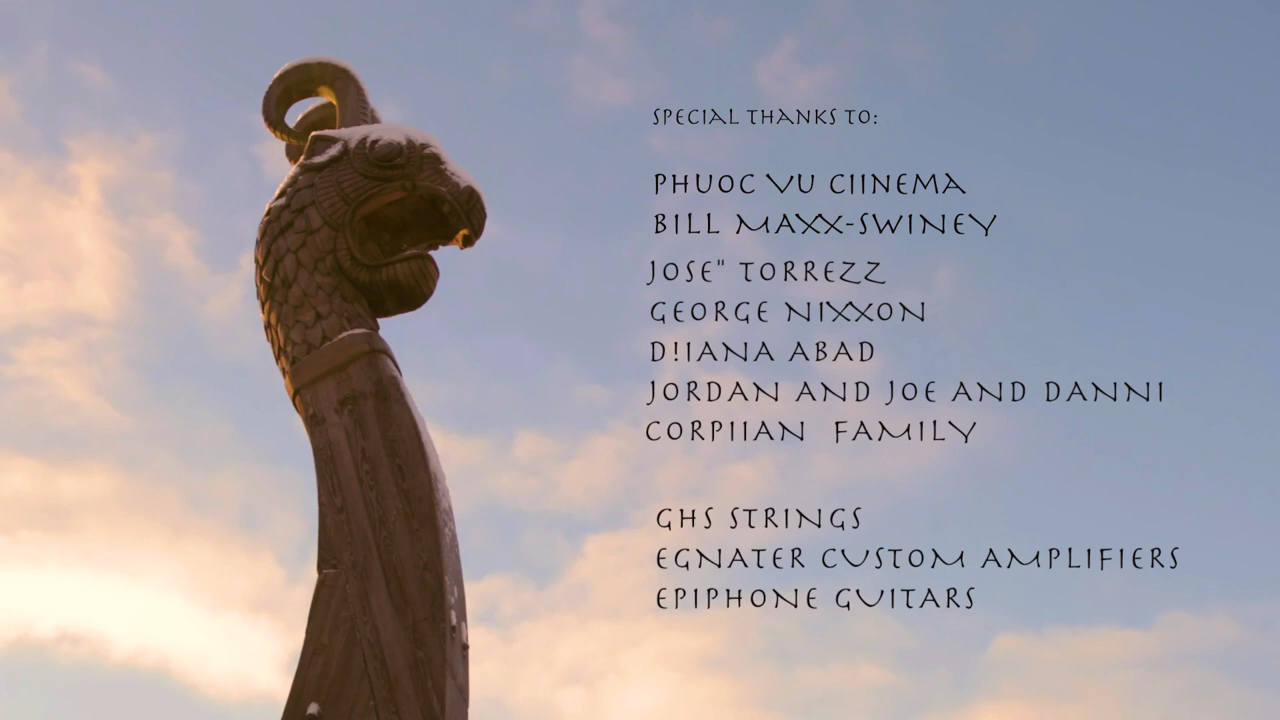 SPECIAL THANKS TO:
PHUOC VU CIINEMA
BILL MAXX-SWINEY
JOSE" TORREZZ
GEORGE NIXXON
D!IANA ABAD
JORDAN AND JOE AND DANNI
CORPIIAN FAMILY
GHS STRINGS
EGNATER CUSTOM AMPLIFIERS
EPIPHONE GUITARS